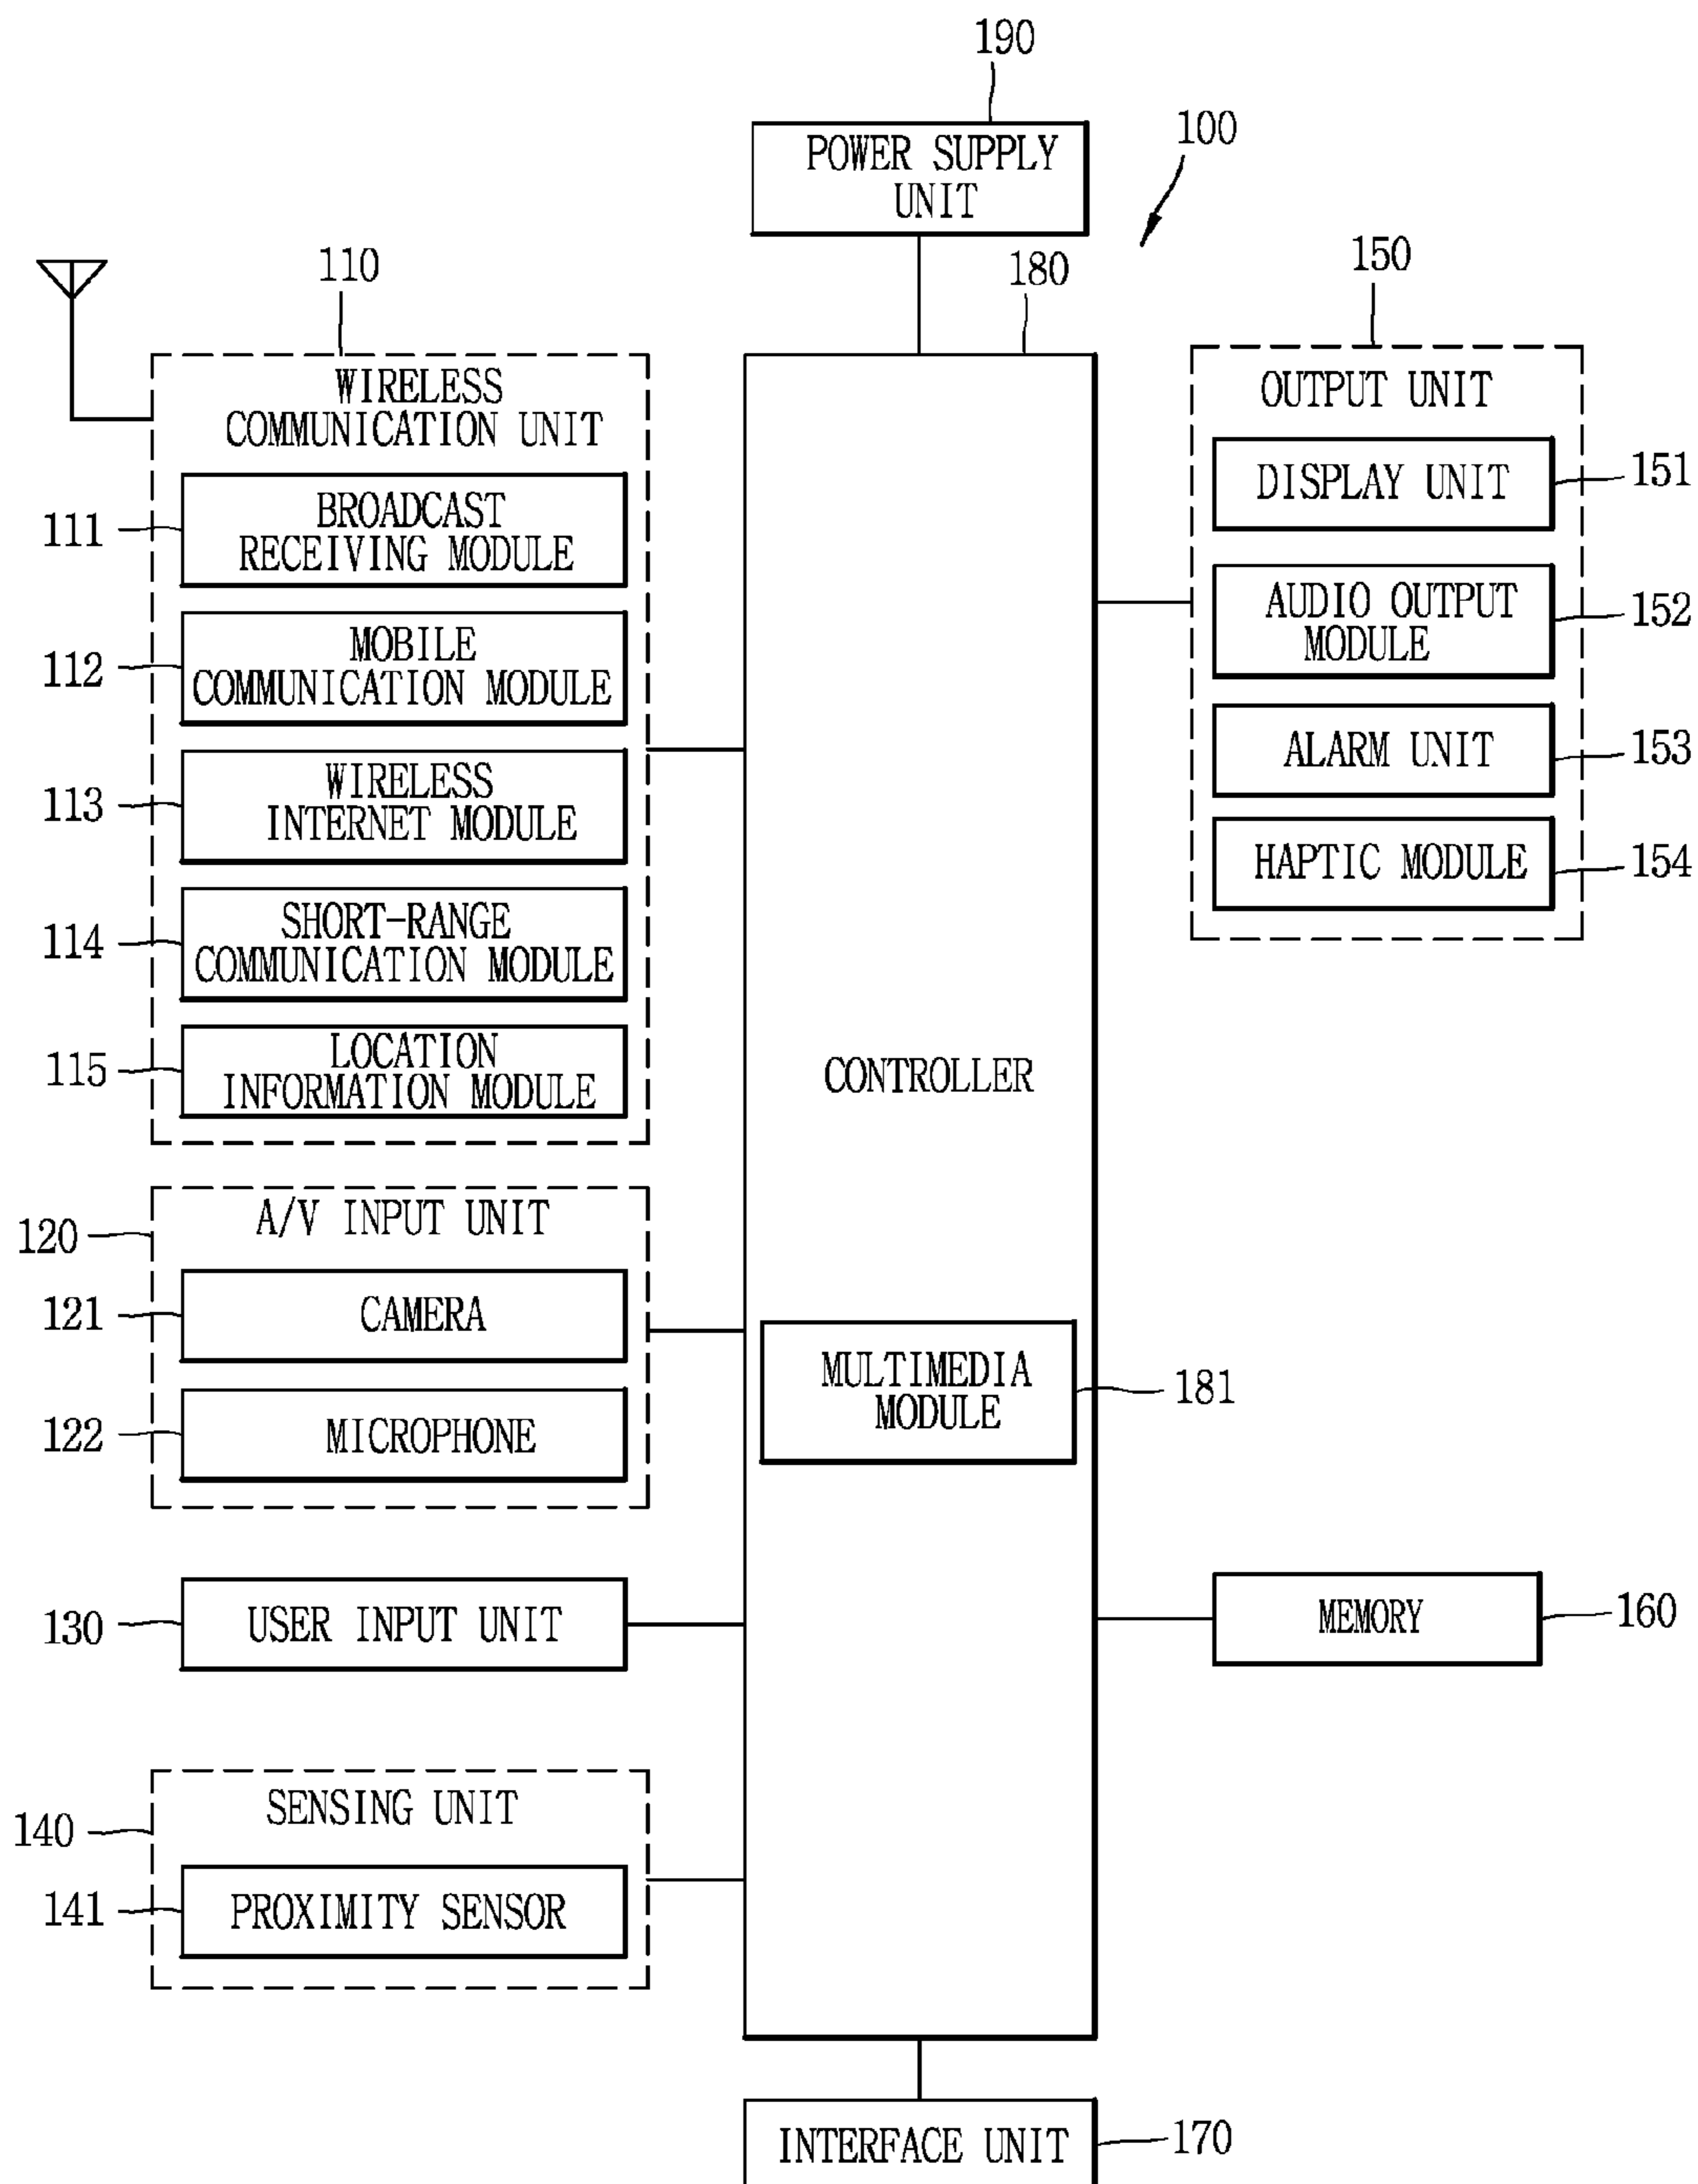 190
POWER SUPPLY
UNIT
100
180
110
WIRELESS
COMMUNICATION UNIT
111
BROADCAST
RECEIVING MODULE
112
MOBILE
COMMUNICATION MODULE
113
WIRELESS
INTERNET MODULE
114
SHORT-RANGE
COMMUNICATION MODULE
115
LOCATION
INFORMATION MODULE
120
A/V INPUT UNIT
121
CAMERA
122
MICROPHONE
130
USER INPUT UNIT
140
SENSING UNIT
141
PROXIMITY SENSOR
CONTROLLER
MULTIMEDIA
MODULE
181
150
OUTPUT UNIT
DISPLAY UNIT
151
AUDIO OUTPUT
MODULE
152
ALARM UNIT
153
HAPTIC MODULE
154
MEMORY
160
INTERFACE UNIT
170